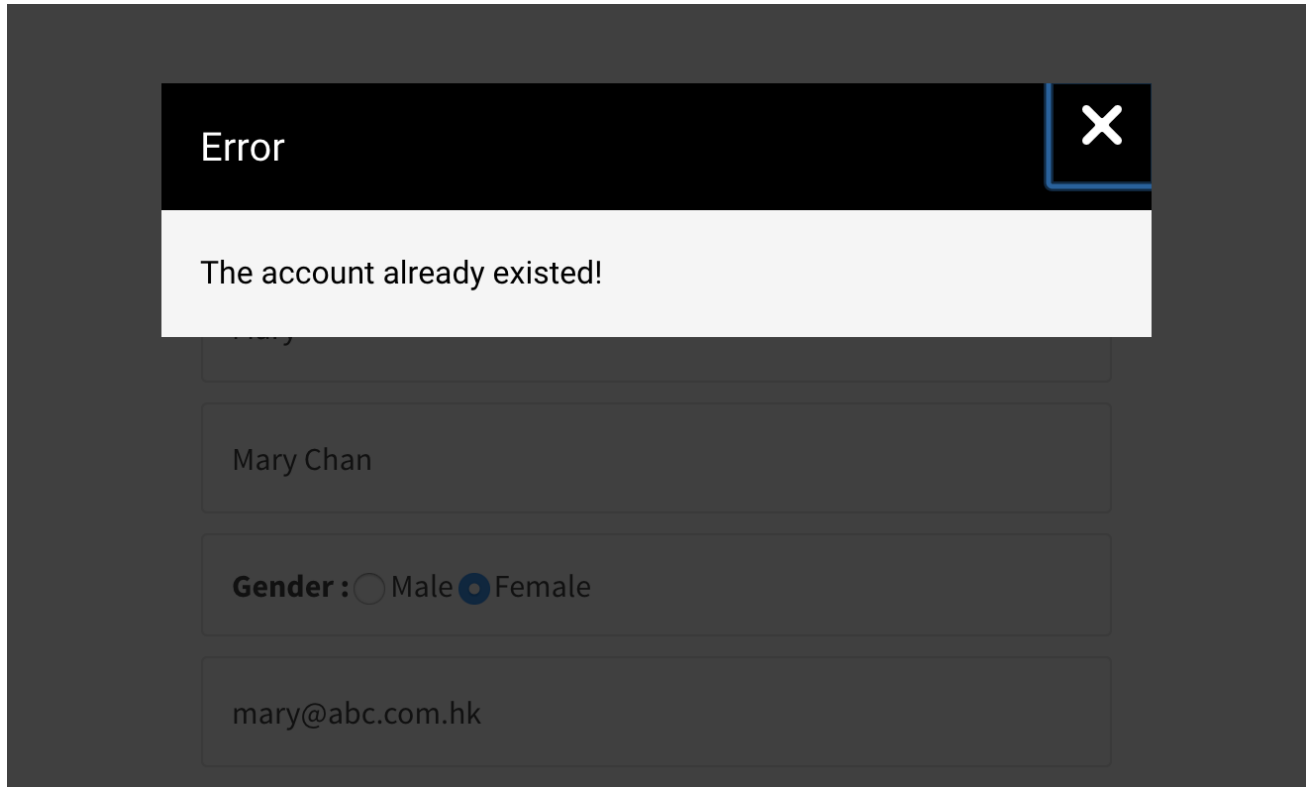 Error
The account already existed!
Mary Chan
Gender : Male Female
mary@abc.com.hk